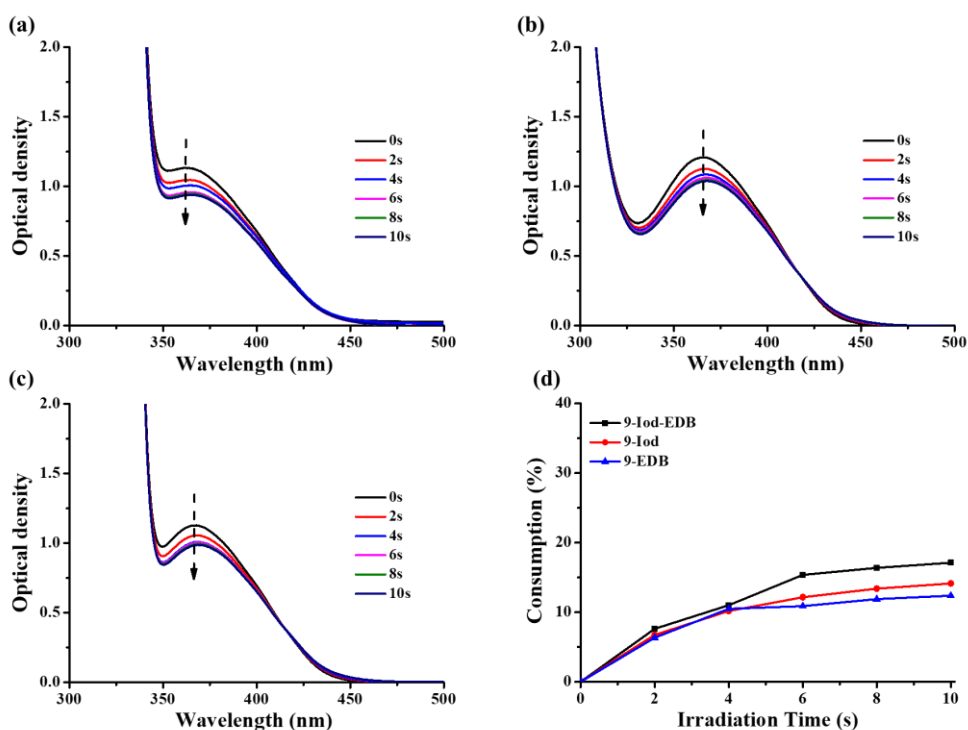 (a)
2.0
1.5
1.0
0.5
0.0
Optical density
300 350 400 450 500
Wavelength (nm)
0s
2s
4s
6s
8s
10s
(b)
2.0
1.5
1.0
0.5
0.0
Optical density
300 350 400 450 500
Wavelength (nm)
0s
2s
4s
6s
8s
10s
(c)
2.0
1.5
1.0
0.5
0.0
Optical density
300 350 400 450 500
Wavelength (nm)
0s
2s
4s
6s
8s
10s
(d)
40
30
20
10
0
Consumption (%)
0 2 4 6 8 10
Irradiation Time (s)
9-Iod-EDB
9-Iod
9-EDB